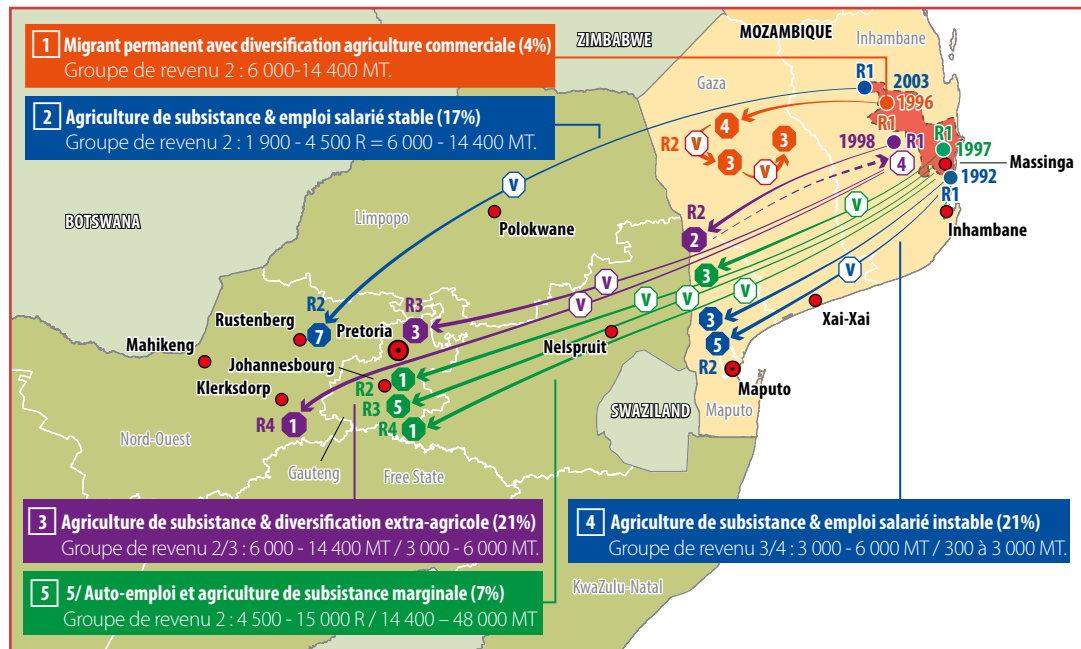 1 Migrant permanent avec diversification agriculture commerciale (4%)
Groupe de revenu 2 : 6 000-14 400 MT.
2 Agriculture de subsistance & emploi salarié stable (17%)
Groupe de revenu 2 : 1 900 - 4 500 R = 6 000 - 14 400 MT.
ZIMBABWE
MOZAMBIQUE
Inhambane
Gaza
R1
2003
1996
R1
1998
R1
R1
1997
Massinga
1992
R1
Inhambane
4
R2
V
3
V
3
4
V
BOTSWANA
Limpopo
V
Polokwane
R2
2
V
V
3
V
V
V
V
V
Xai-Xai
R2
7
R3
3
Rustenberg
Pretoria
Mahikeng
Johannesbourg
Klerksdorp
Nelspruit
3
5
R2
Maputo
Maputo
SWAZILAND
R2
1
R3
5
R4
1
R4
1
Nord-Ouest
Gauteng
Free State
KwaZulu-Natal
3 Agriculture de subsistance & diversification extra-agricole (21%)
Groupe de revenu 2/3 : 6 000 - 14 400 MT / 3 000 - 6 000 MT.
4 Agriculture de subsistance & emploi salarié instable (21%)
Groupe de revenu 3/4 : 3 000 - 6 000 MT / 300 à 3 000 MT.
5 5/ Auto-emploi et agriculture de subsistance marginale (7%)
Groupe de revenu 2 : 4 500 - 15 000 R / 14 400 – 48 000 MT